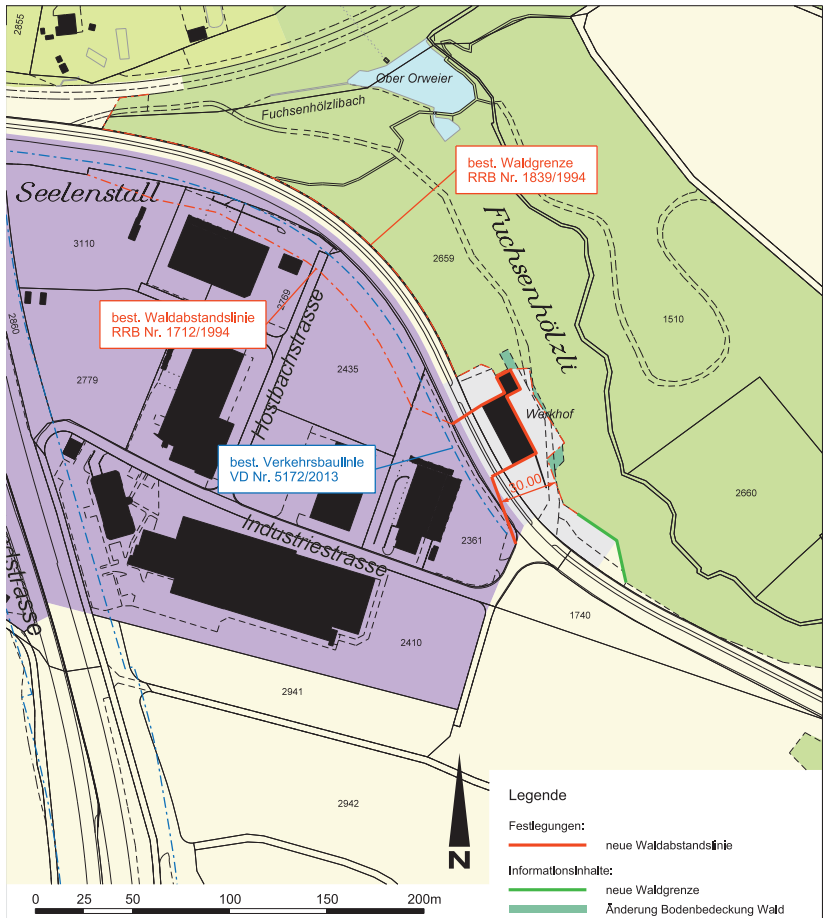 2855
Ober Orweier
Fuchsenhölzlibach
best. Waldgrenze
RRB Nr. 1839/1994
Seelenstall
Fuchsenhölzli
3110
2659
2769
1510
best. Waldabstandslinie
RRB Nr. 1712/1994
2860
2779
Hostbachstrasse
2435
Werkhof
best. Verkehrsbaulinie
VD Nr. 5172/2013
30.00
2660
Industriestrasse
2361
dstrasse
1740
2410
2941
2942
N
0 25 50 100 150 200m
Legende
Festlegungen:
neue Waldabstandslinie
Informationsinhalte:
neue Waldgrenze
Änderung Bodenbedeckung Wald